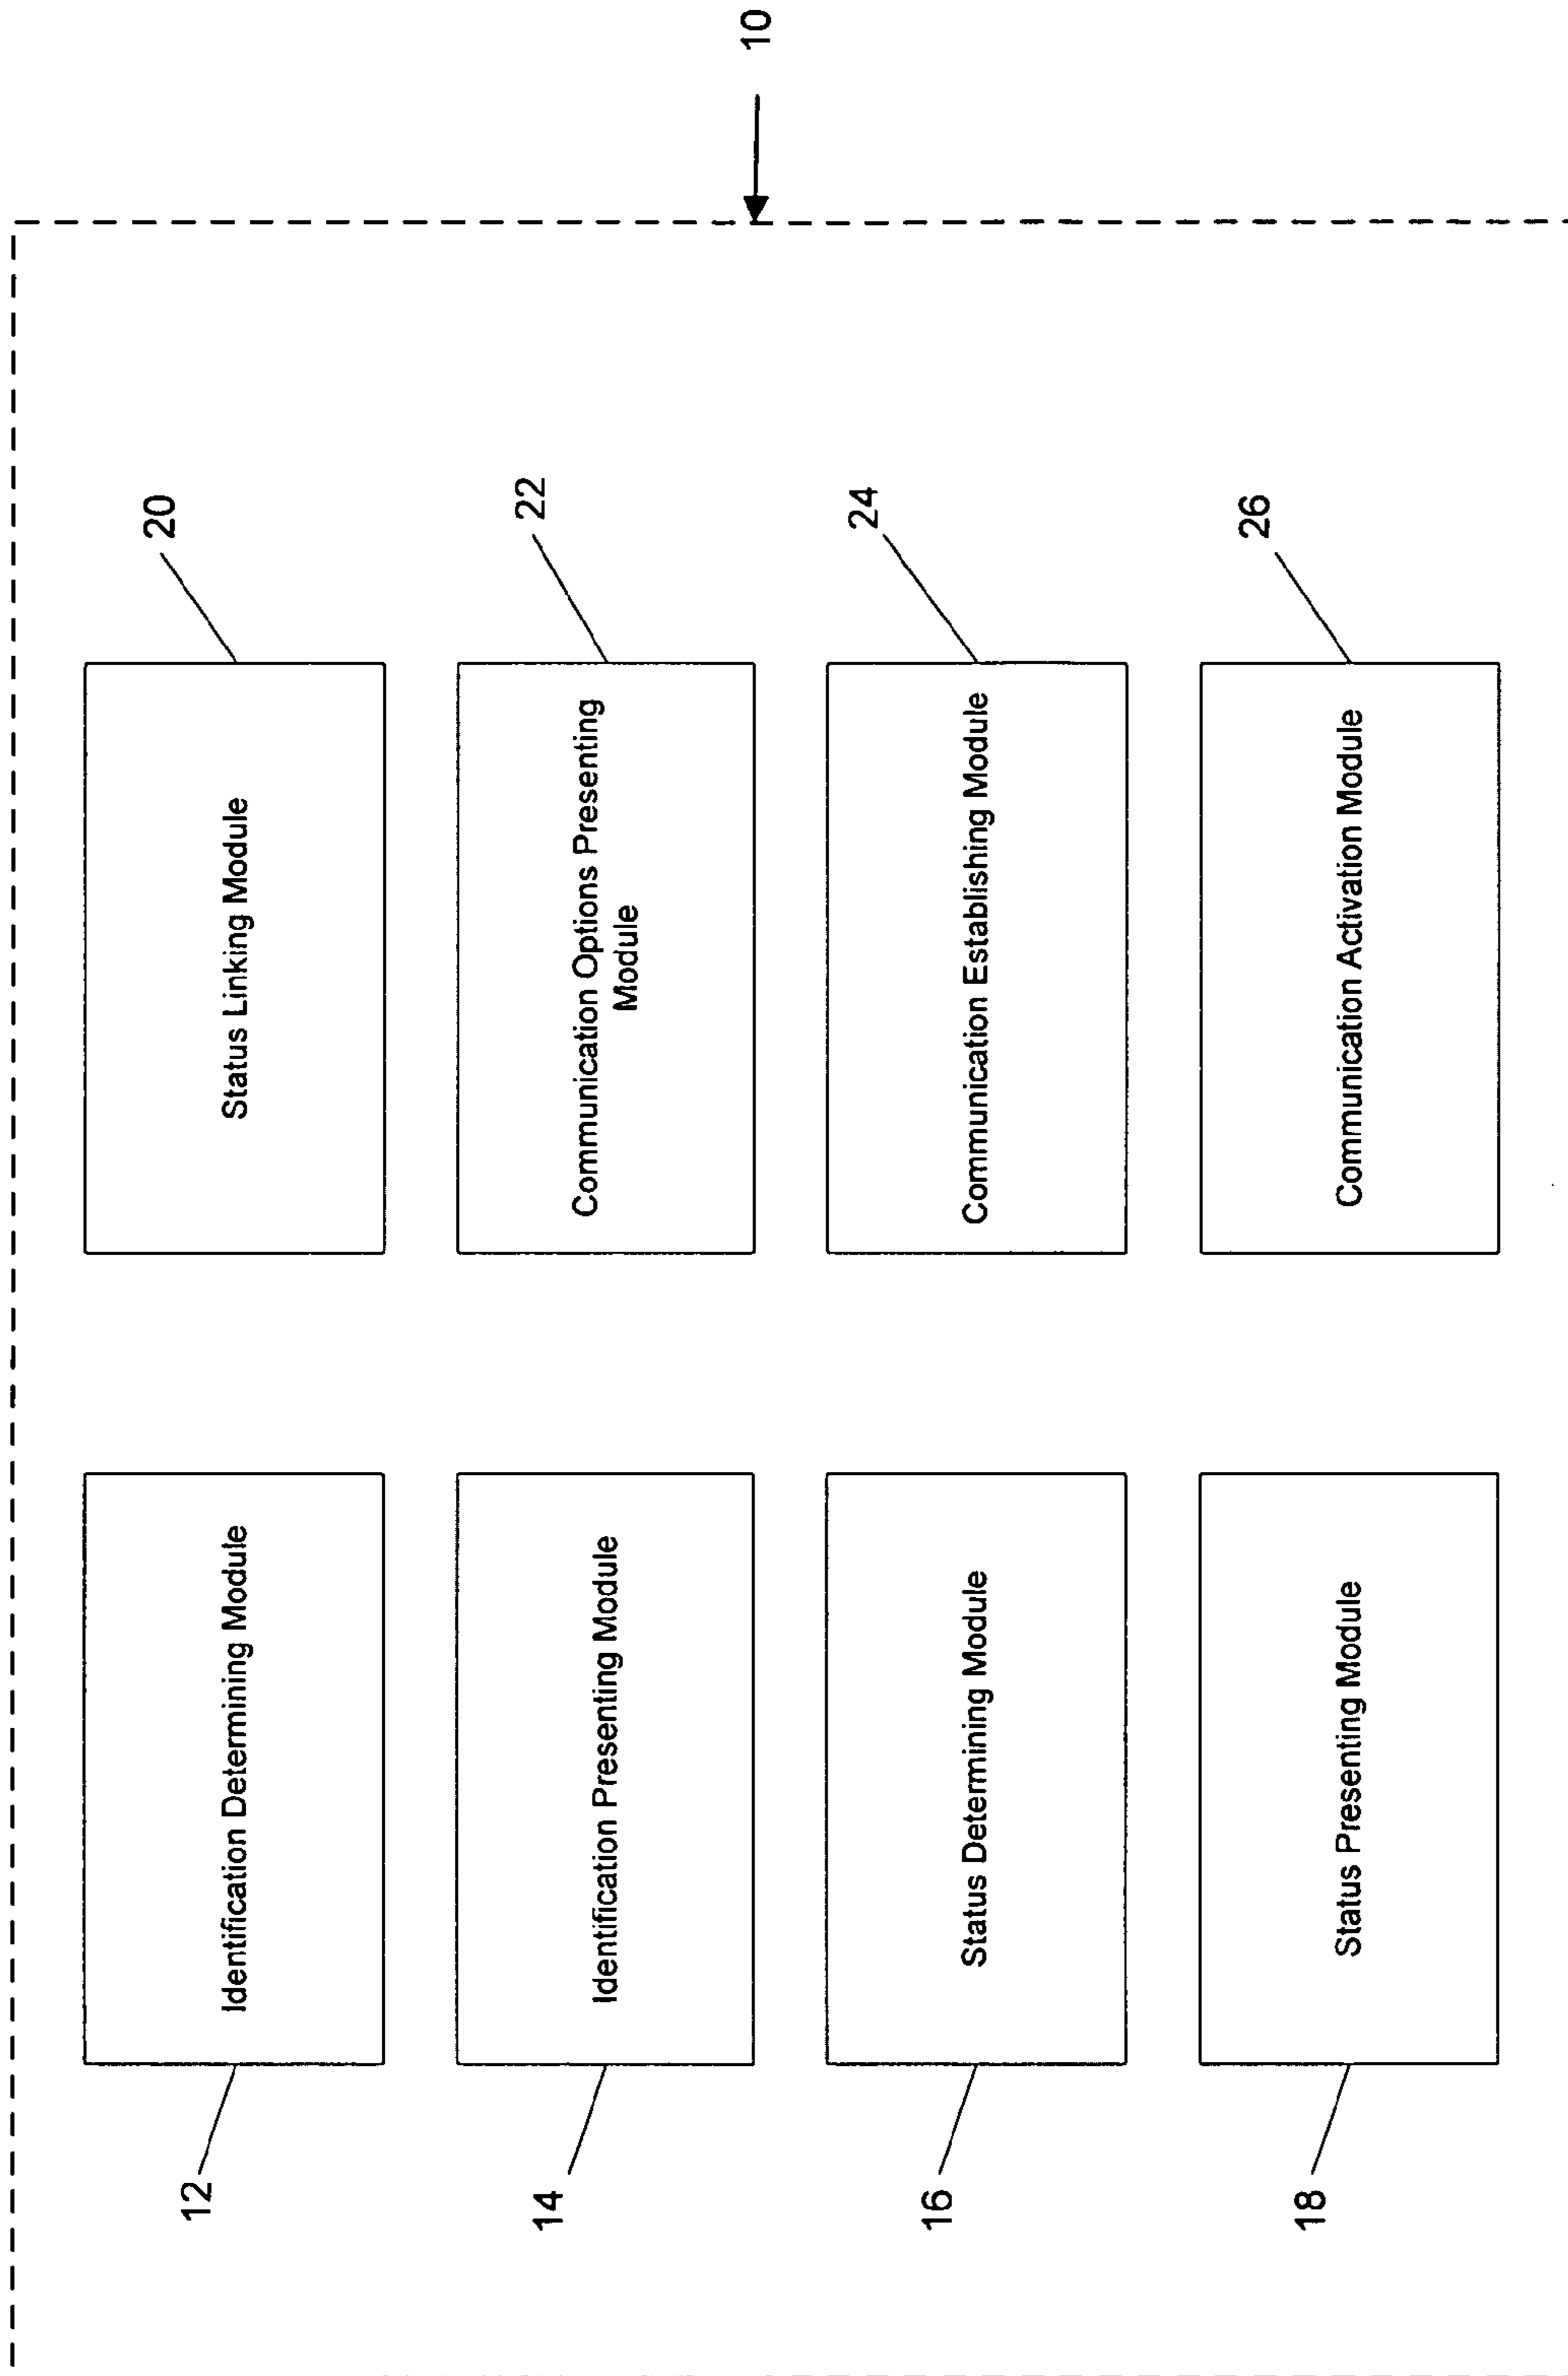 10
12
Identification Determining Module
Status Linking Module
20
14
Identification Presenting Module
Communication Options Presenting
Module
22
16
Status Determining Module
Communication Establishing Module
24
18
Status Presenting Module
Communication Activation Module
26